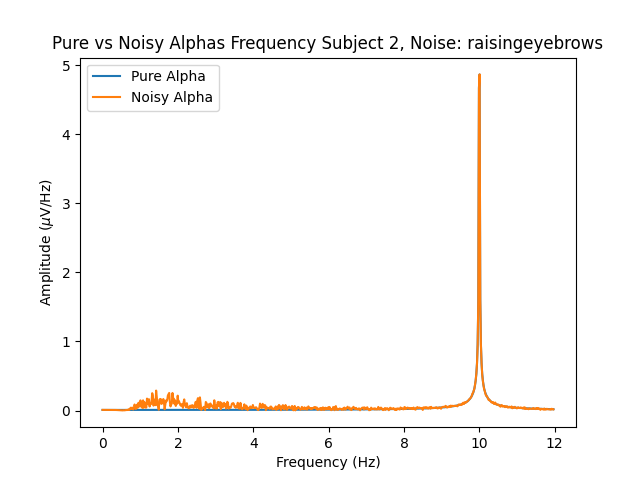 Pure vs Noisy Alphas Frequency Subject 2, Noise: raisingeyebrows
Pure Alpha
Noisy Alpha
5
4
3
2
1
0
Amplitude (μV/Hz)
0 2 4 6 8 10 12
Frequency (Hz)